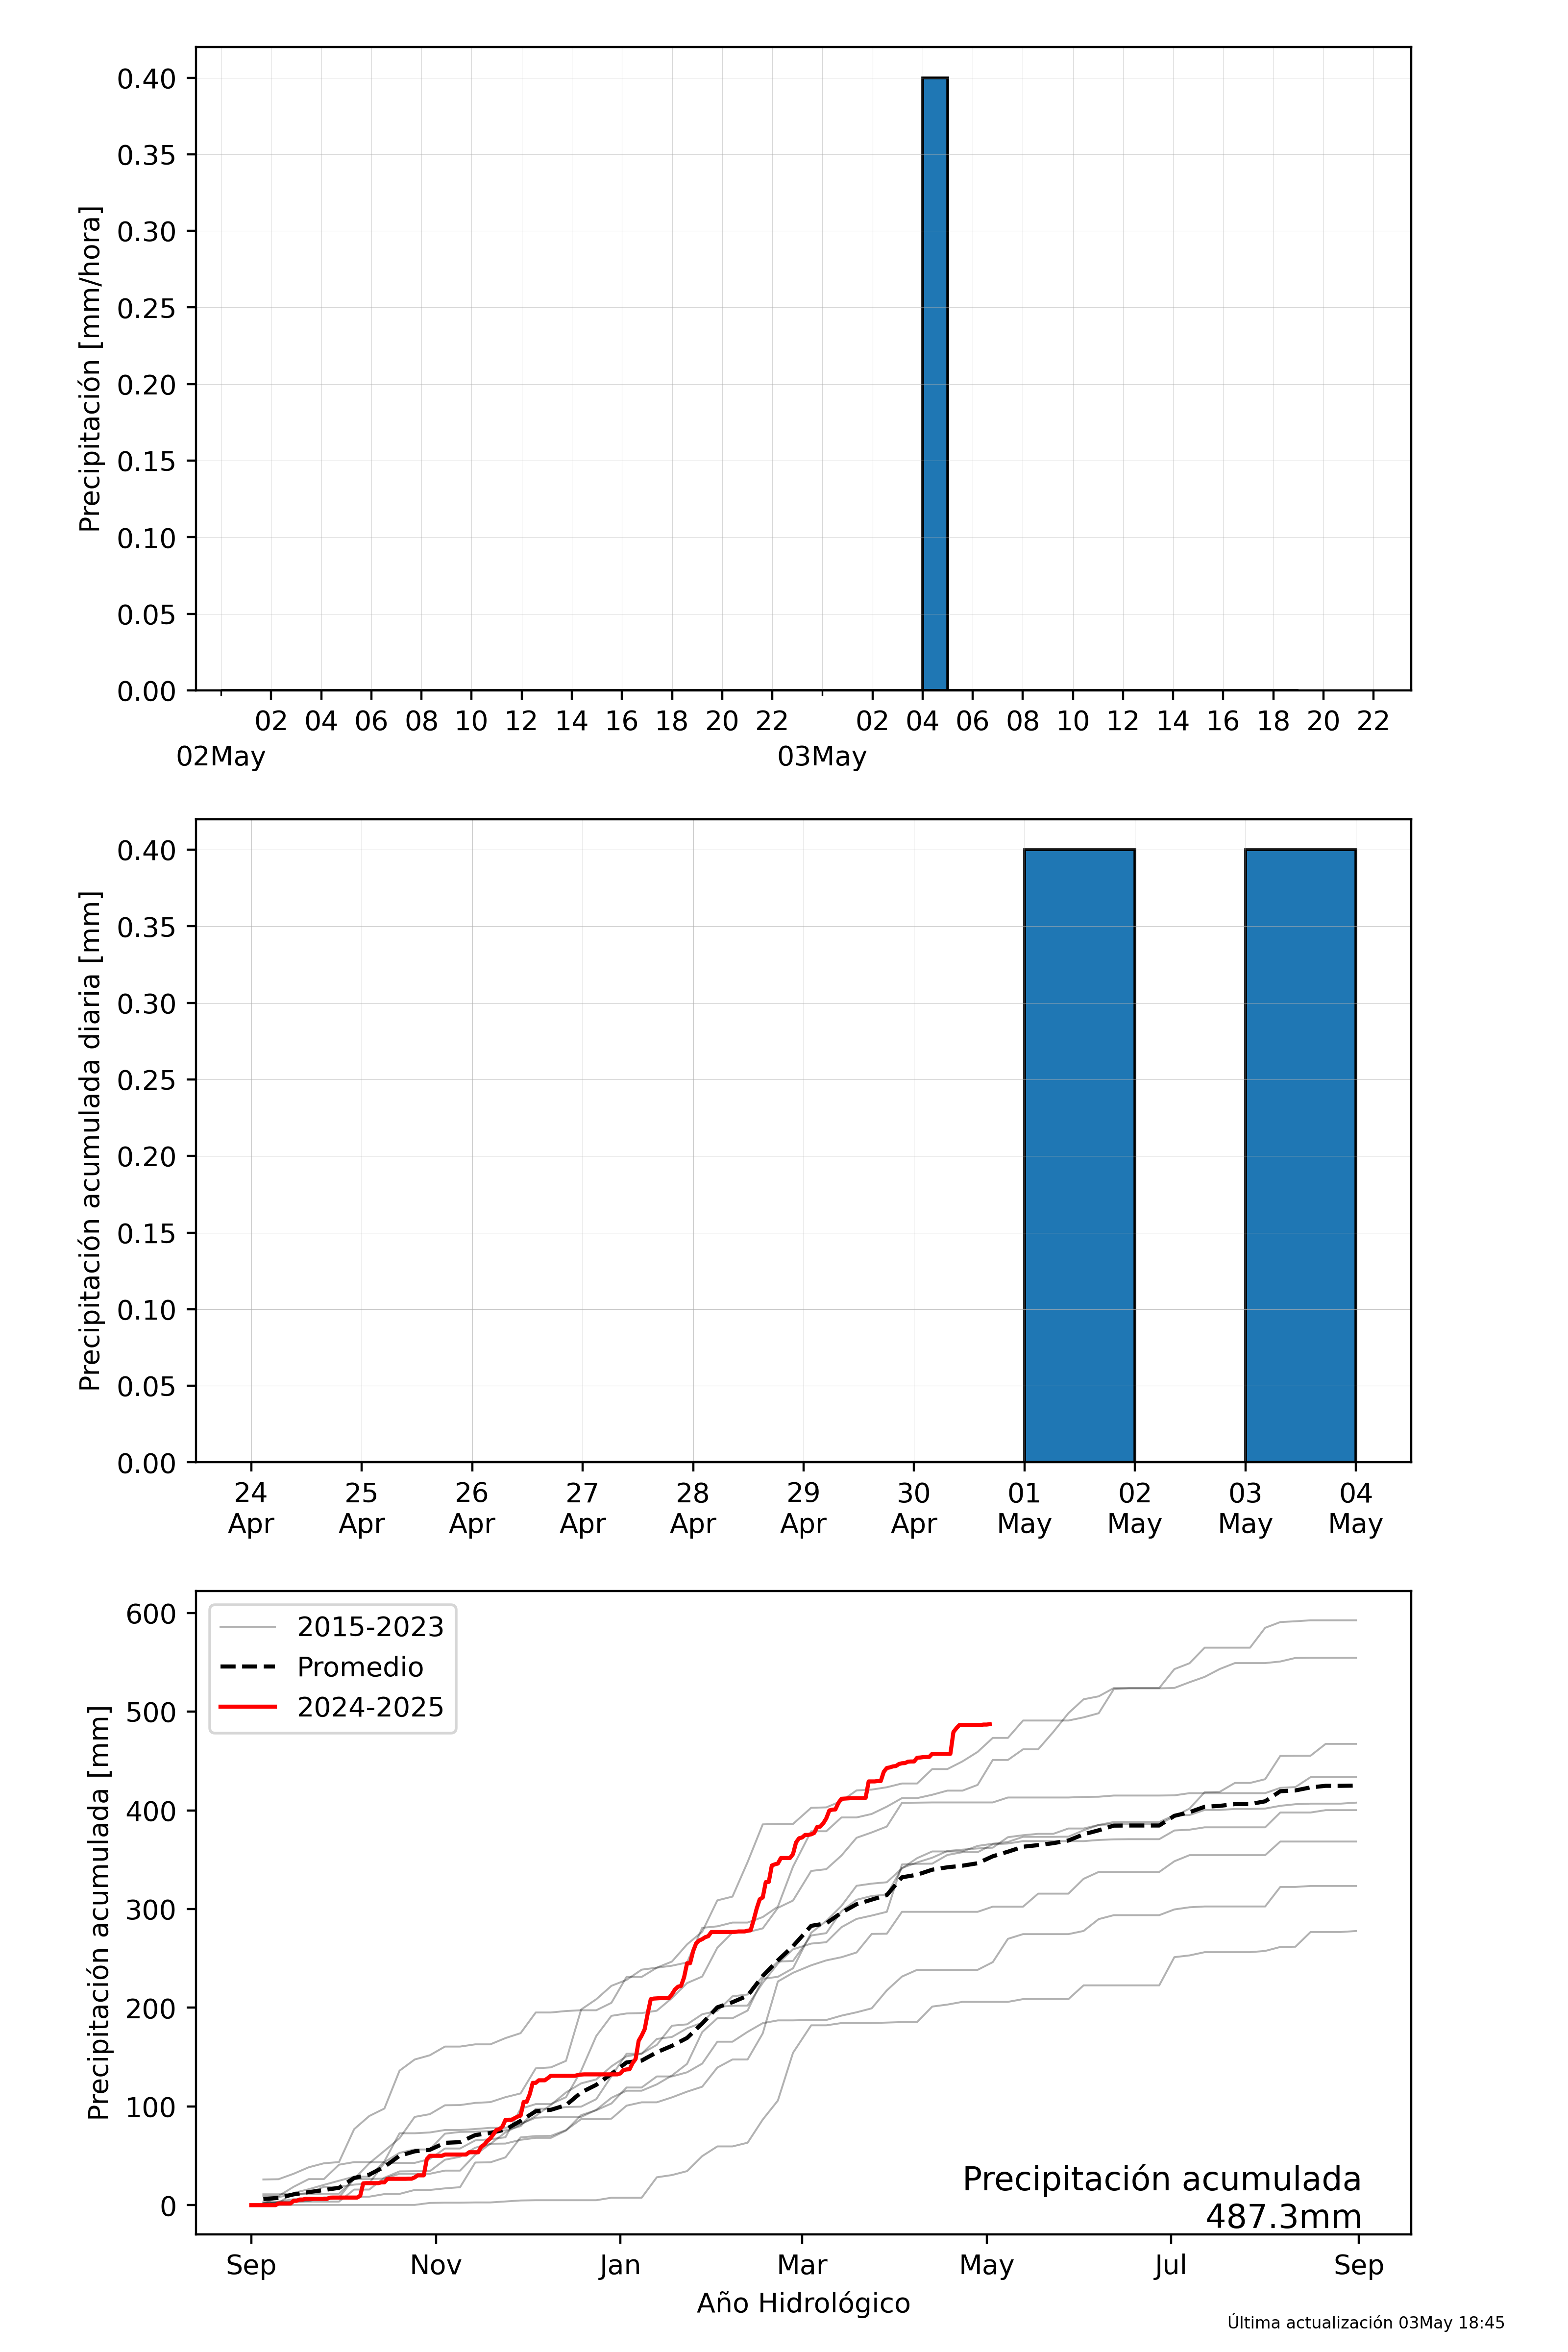 0.40
0.35
0.30
0.25
0.20
0.15
0.10
0.05
0.00
Precipitación [mm/hora]
02 04 06 08 10 12 14 16 18 20 22 02 04 06 08 10 12 14 16 18 20 22
02May 03May
0.40
0.35
0.30
0.25
0.20
0.15
0.10
0.05
0.00
Precipitación acumulada diaria [mm]
24 25 26 27 28 29 30 01 02 03 04
Apr Apr Apr Apr Apr Apr Apr May May May May
600
500
400
300
200
100
0
Precipitación acumulada [mm]
2015-2023
Promedio
2024-2025
Precipitación acumulada
487.3mm
Sep Nov Jan Mar May Jul Sep
Año Hidrológico
Última actualización 03May 18:45